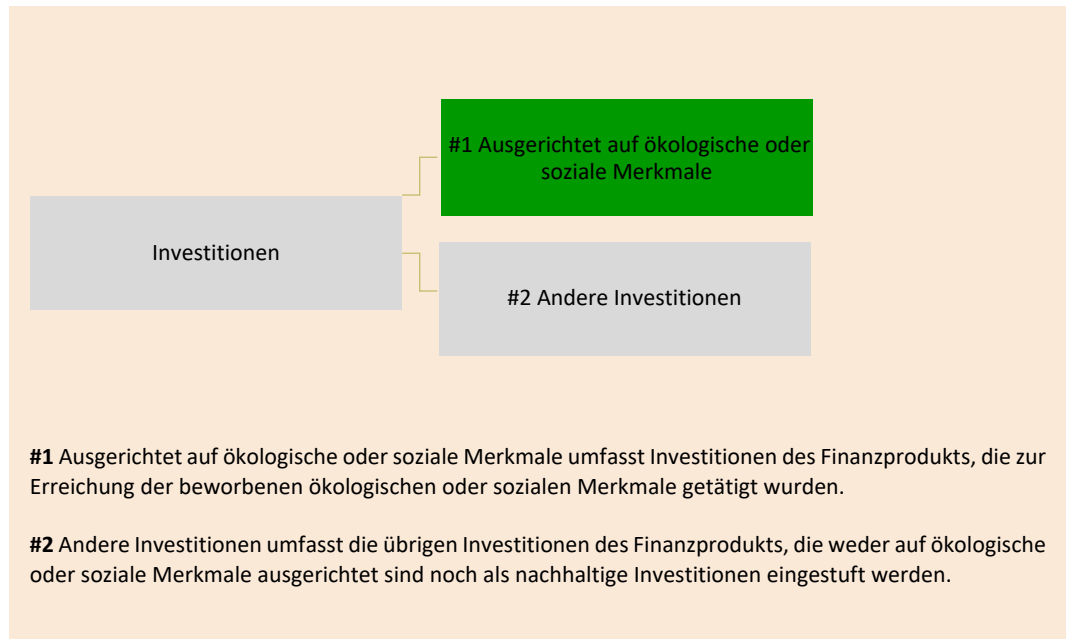 #1 Ausgerichtet auf ökologische oder
soziale Merkmale
Investitionen
#2 Andere Investitionen
#1 Ausgerichtet auf ökologische oder soziale Merkmale umfasst Investitionen des Finanzprodukts, die zur
Erreichung der beworbenen ökologischen oder sozialen Merkmale getätigt wurden.
#2 Andere Investitionen umfasst die übrigen Investitionen des Finanzprodukts, die weder auf ökologische
oder soziale Merkmale ausgerichtet sind noch als nachhaltige Investitionen eingestuft werden.